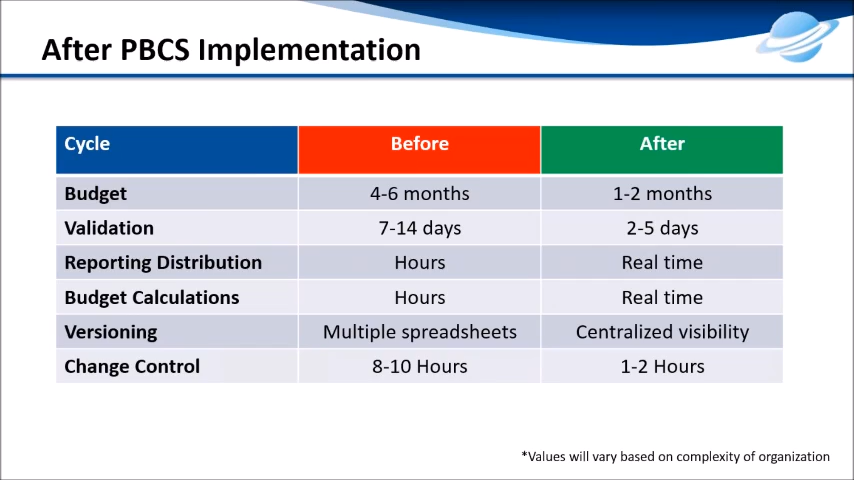 After PBCS Implementation
Cycle Before After
Budget 4-6 months 1-2 months
Validation 7-14 days 2-5 days
Reporting Distribution Hours Real time
Budget Calculations Hours Real time
Versioning Multiple spreadsheets Centralized visibility
Change Control 8-10 Hours 1-2 Hours
*Values will vary based on complexity of organization